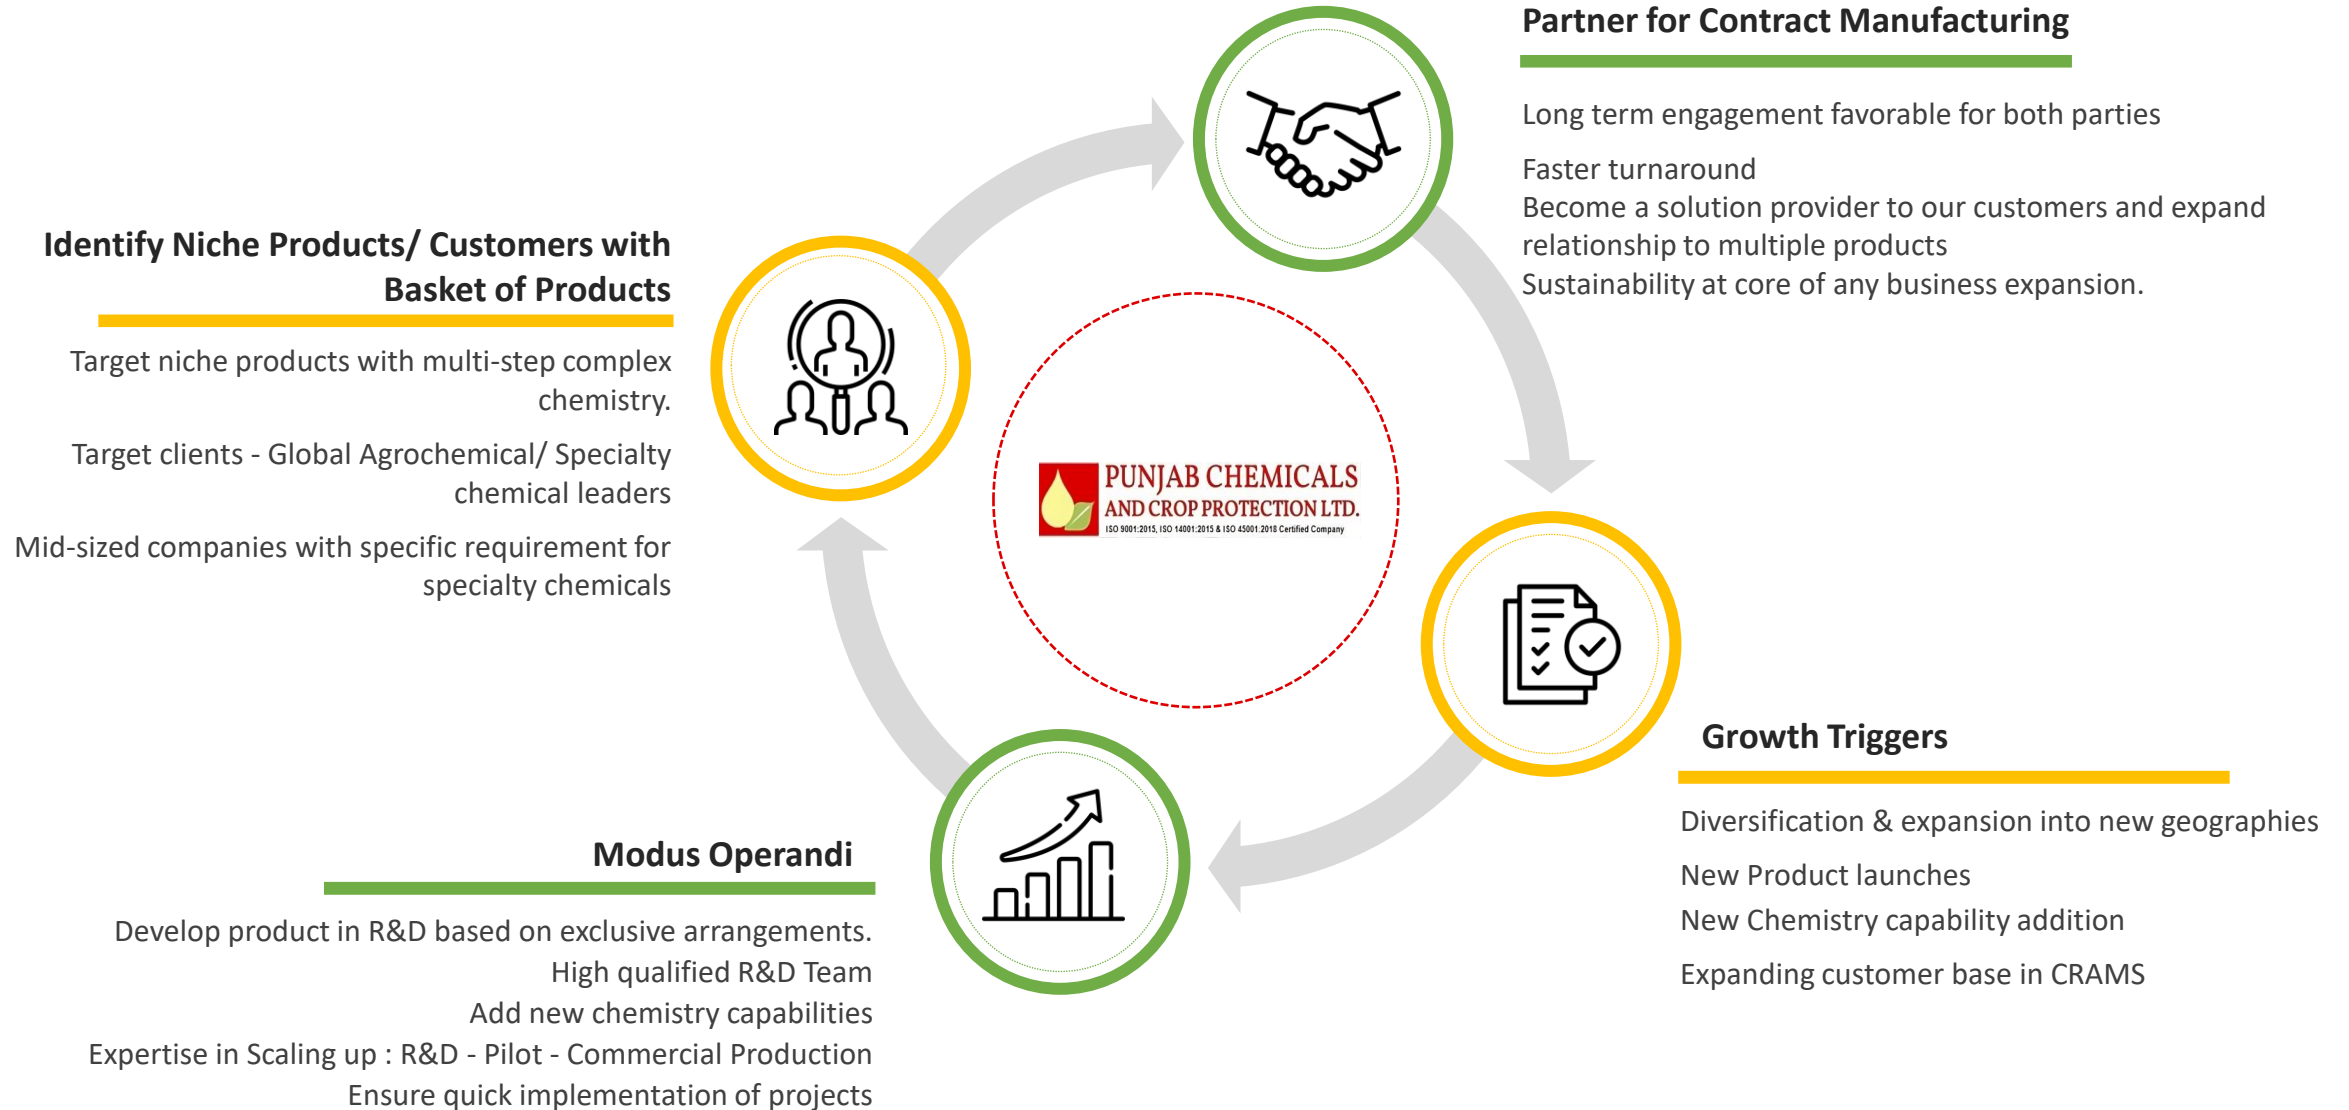 Partner for Contract Manufacturing
Long term engagement favorable for both parties
Faster turnaround
Become a solution provider to our customers and expand
relationship to multiple products
Sustainability at core of any business expansion.
Identify Niche Products/ Customers with
Basket of Products
Target niche products with multi-step complex
chemistry.
Target clients - Global Agrochemical/ Specialty
chemical leaders
Mid-sized companies with specific requirement for
specialty chemicals
PUNJAB CHEMICALS
AND CROP PROTECTION LTD.
ISO 9001:2015, ISO 14001:2015 & ISO 45001:2018 Certified Company
Growth Triggers
Diversification & expansion into new geographies
New Product launches
New Chemistry capability addition
Expanding customer base in CRAMS
Modus Operandi
Develop product in R&D based on exclusive arrangements.
High qualified R&D Team
Add new chemistry capabilities
Expertise in Scaling up : R&D - Pilot - Commercial Production
Ensure quick implementation of projects